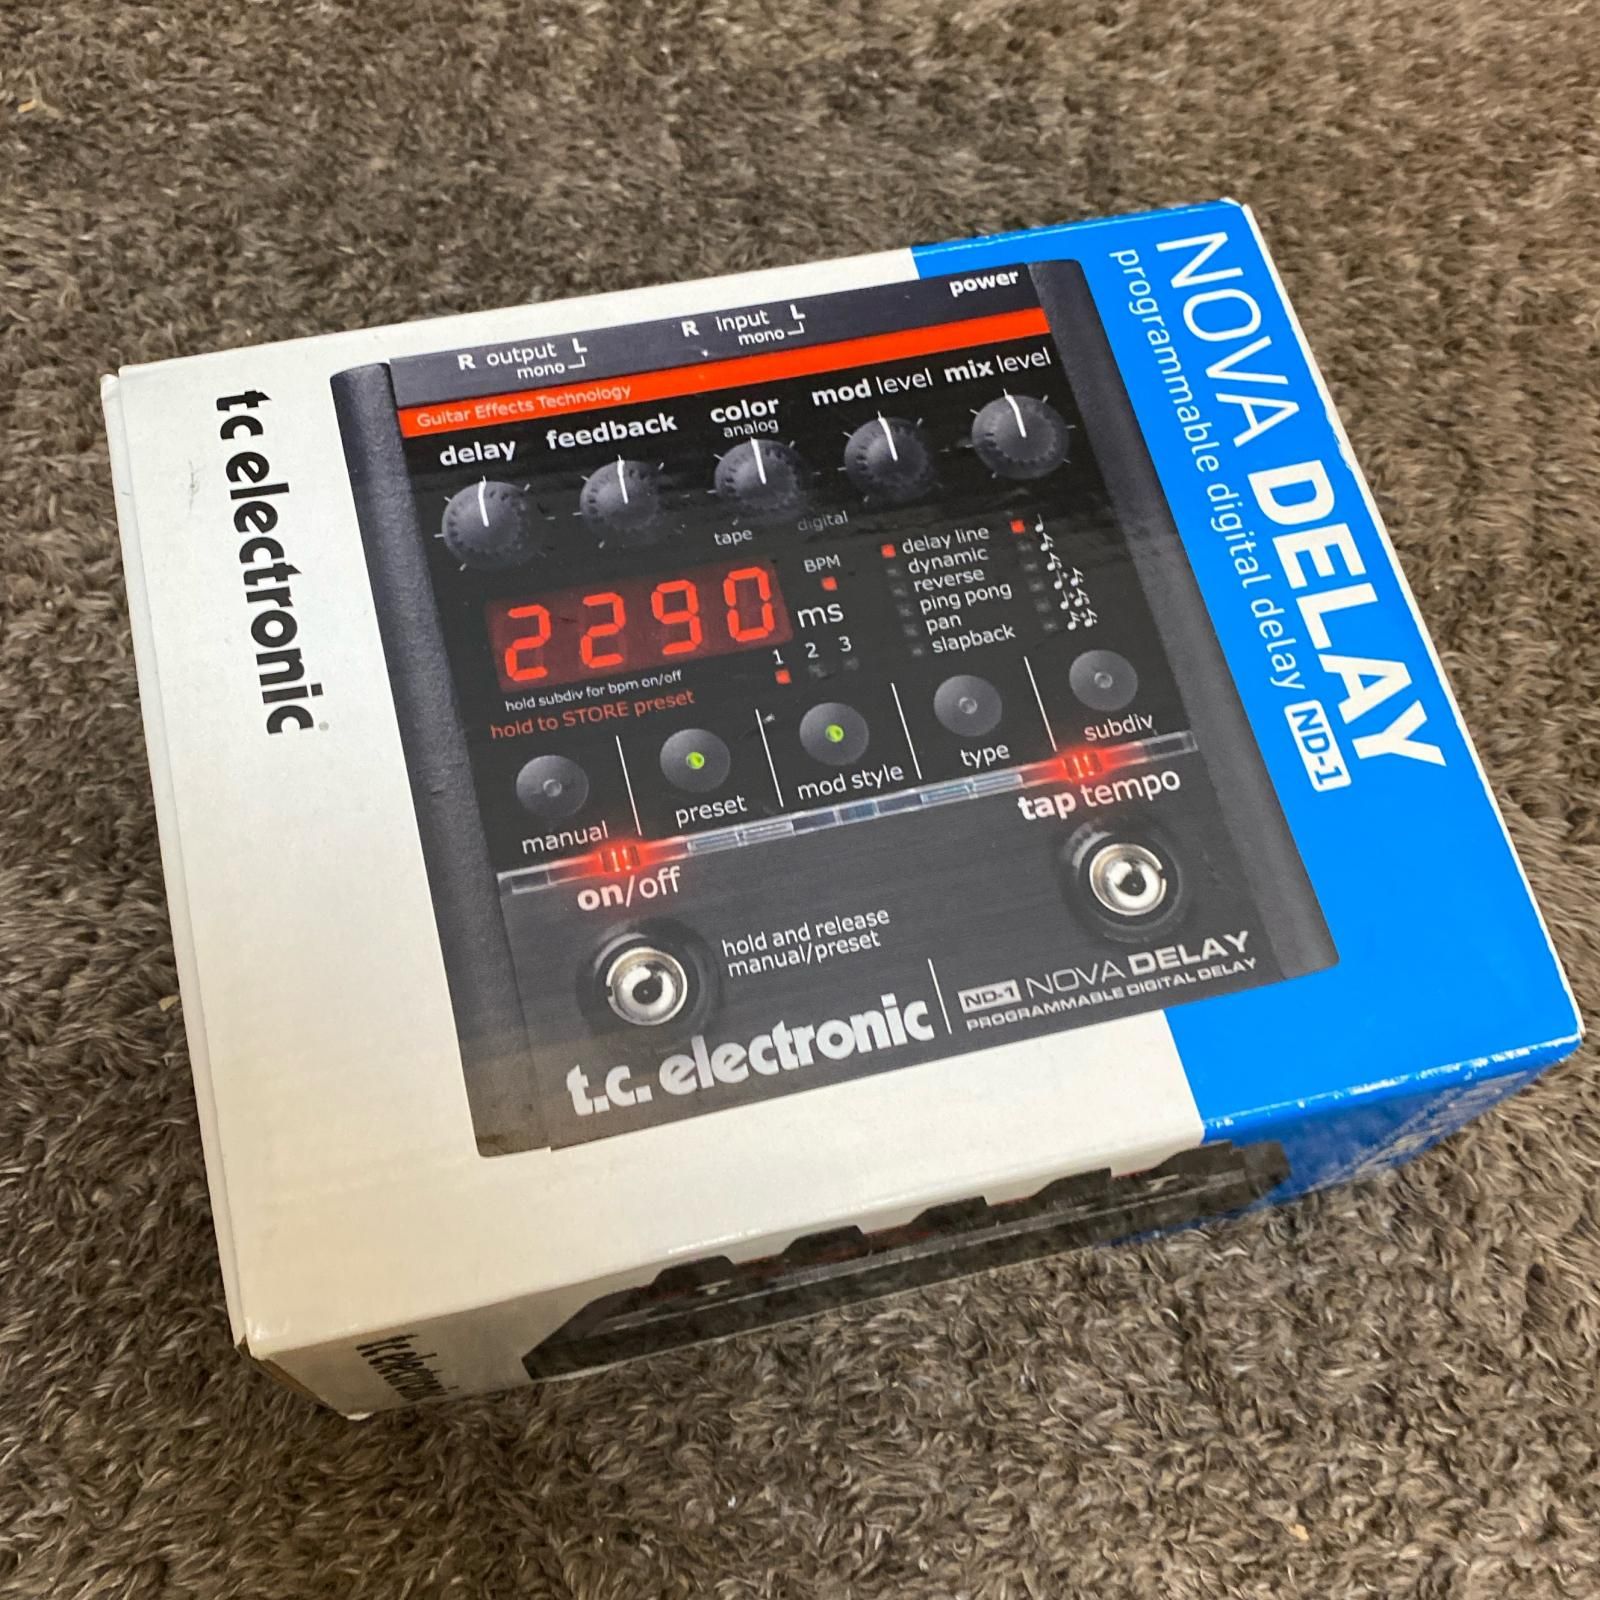 tc electronic
NOVA DELAY
programmable digital delay ND-1
R output L
mono
R input L
mono
power
Guitar Effects Technology
delay
feedback
color
analog
mod level
mix level
tape
digital
2290
BPM
ms
1 2 3
delay line
dynamic
reverse
ping pong
pan
slapback
hold subdiv for bpm on/off
hold to STORE preset
manual
preset
mod style
type
subdiv
on/off
tap tempo
hold and release
manual/preset
t.c. electronic
ND-1 NOVA DELAY
PROGRAMMABLE DIGITAL DELAY
tc electronic